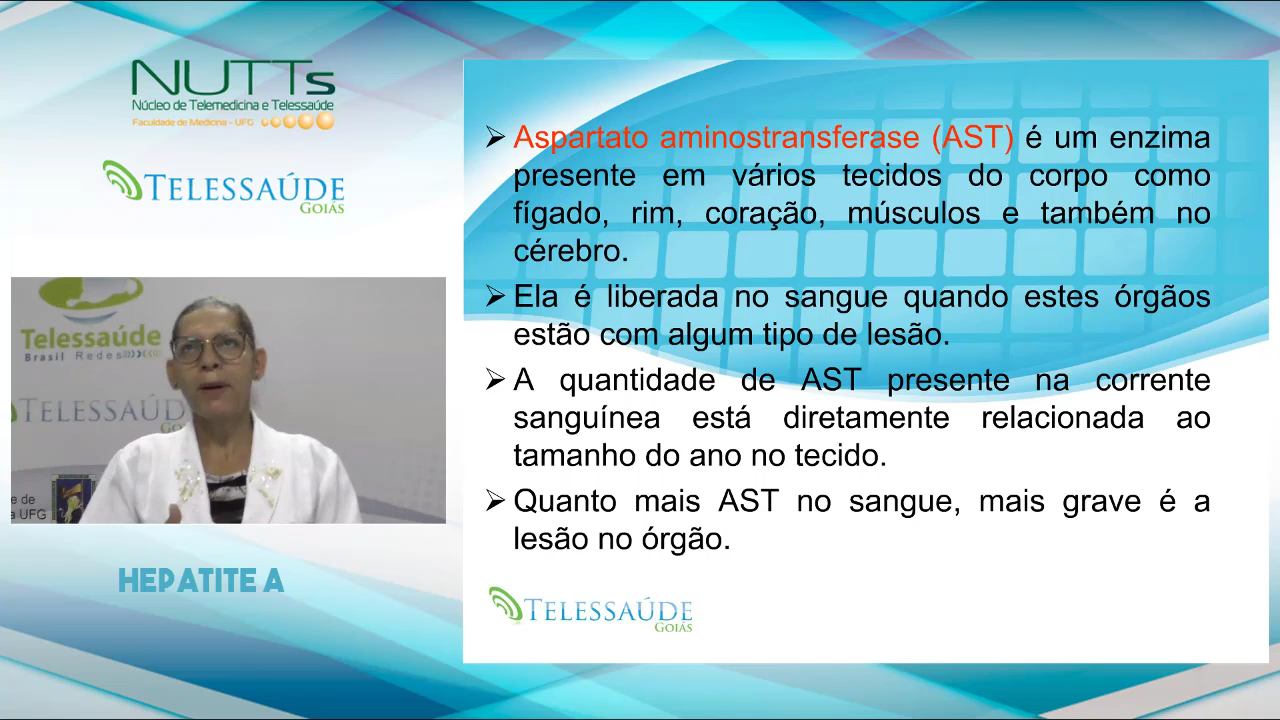 NUTTs
Núcleo de Telemedicina e Telessaúde
Faculdade de Medicina - UFG
TELESSAÚDE
GOIÁS
Telessaúde
Brasil Redes
TELESSAÚD
GOIÁS
e de
a UFG
HEPATITE A
Aspartato aminostransferase (AST) é um enzima
presente em vários tecidos do corpo como
fígado, rim, coração, músculos e também no
cérebro.
Ela é liberada no sangue quando estes órgãos
estão com algum tipo de lesão.
A quantidade de AST presente na corrente
sanguínea está diretamente relacionada ao
tamanho do ano no tecido.
Quanto mais AST no sangue, mais grave é a
lesão no órgão.
TELESSAÚDE
GOIÁS